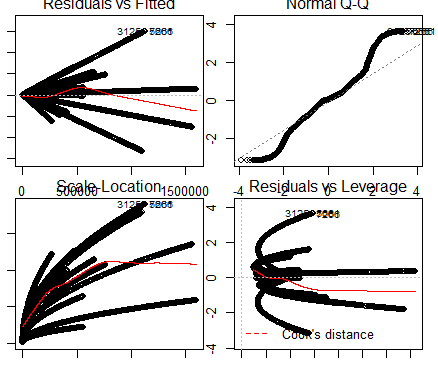 Residuals vs Fitted
Normal Q-Q
-2 0 2 4
0 500000 1500000
-4 -2 0 2 4
Scale-Location
Residuals vs Leverage
-4 -2 0 2 4
Cook's distance